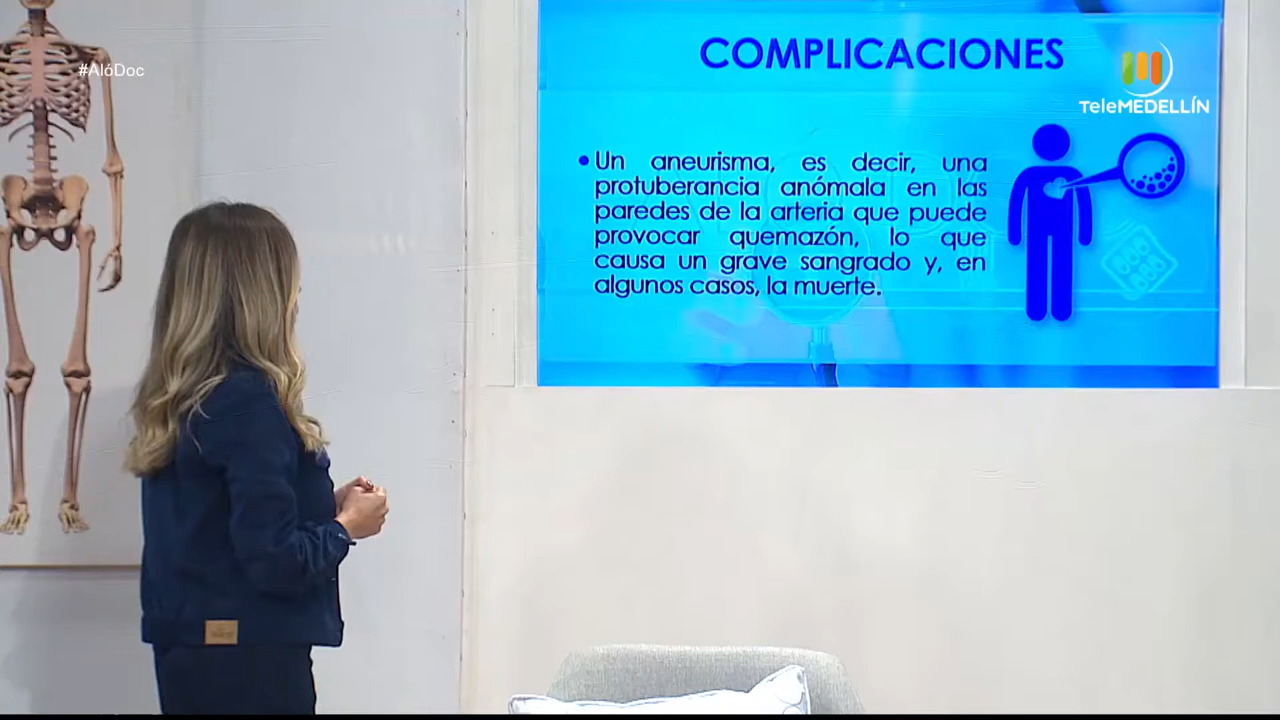 #AlóDoc
COMPLICACIONES
TeleMEDELLÍN
• Un aneurisma, es decir, una
protuberancia anómala en las
paredes de la arteria que puede
provocar quemazón, lo que
causa un grave sangrado y, en
algunos casos, la muerte.